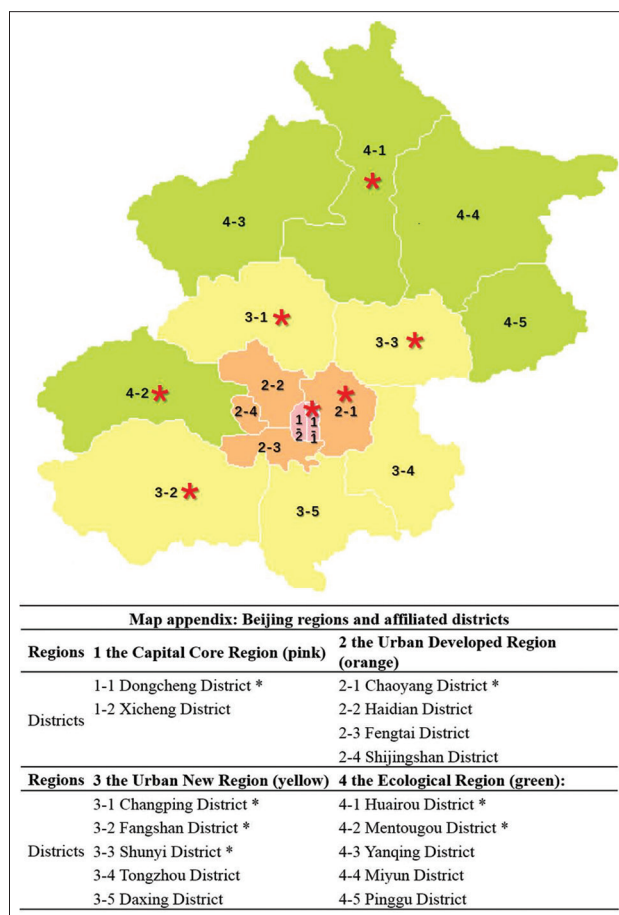 4-1
*
4-3
4-4
3-1 *
*
3-3
4-5
4-2 *
2-2
*
2-1
2-4
*
1-2
1-1
2-3
3-4
3-2 *
3-5
Map appendix: Beijing regions and affiliated districts
Regions 1 the Capital Core Region (pink) 2 the Urban Developed Region (orange)
Districts
1-1 Dongcheng District * 2-1 Chaoyang District *
1-2 Xicheng District 2-2 Haidian District
2-3 Fengtai District
2-4 Shijingshan District
Regions 3 the Urban New Region (yellow) 4 the Ecological Region (green):
Districts
3-1 Changping District * 4-1 Huairou District *
3-2 Fangshan District * 4-2 Mentougou District *
3-3 Shunyi District * 4-3 Yanqing District
3-4 Tongzhou District 4-4 Miyun District
3-5 Daxing District 4-5 Pinggu District